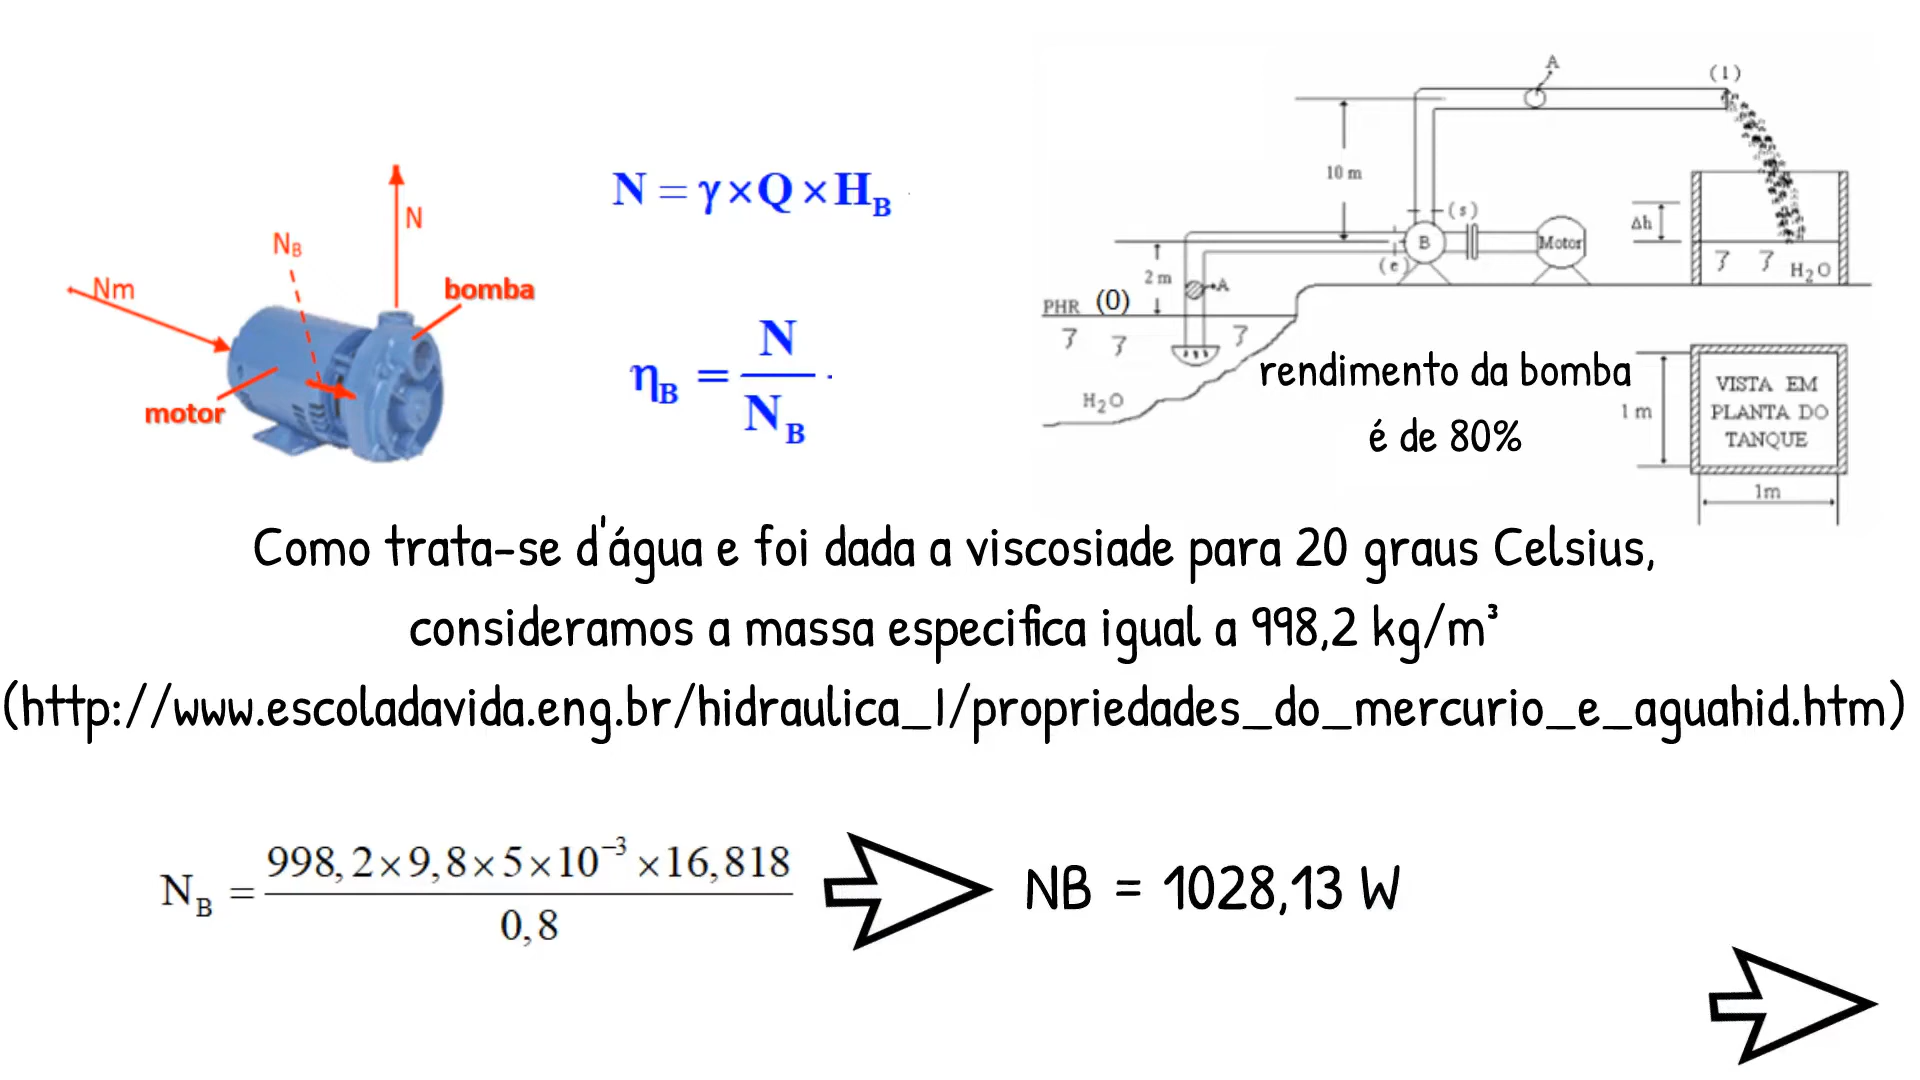 Nm
N_B
N
bomba
motor
N = γ × Q × H_B
η_B = N / N_B
A
(1)
10 m
(s)
B
Motor
(e)
2 m
A
PHR (0)
H₂O
Δh
H₂O
rendimento da bomba
é de 80%
1 m
VISTA EM
PLANTA DO
TANQUE
1m
Como trata-se d'água e foi dada a viscosiade para 20 graus Celsius,
consideramos a massa especifica igual a 998,2 kg/m³
(http://www.escoladavida.eng.br/hidraulica_I/propriedades_do_mercurio_e_aguahid.htm)
N_B = 998,2×9,8×5×10⁻³×16,818 / 0,8
NB = 1028,13 W